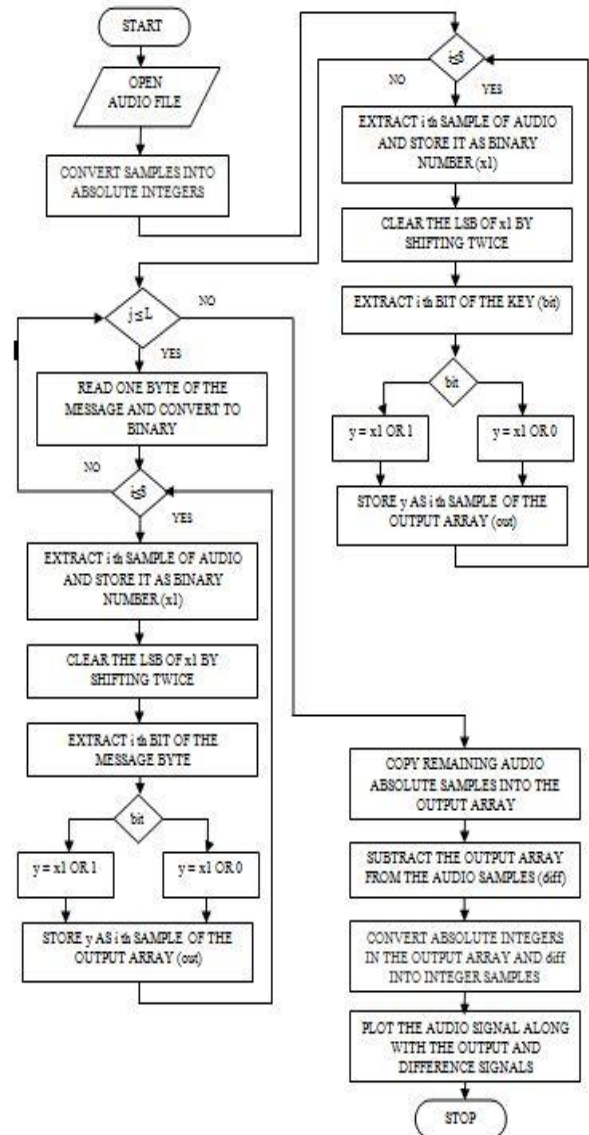 START
OPEN
AUDIO FILE
CONVERT SAMPLES INTO
ABSOLUTE INTEGERS
i≤8
NO
YES
EXTRACT i th SAMPLE OF AUDIO
AND STORE IT AS BINARY
NUMBER (x1)
CLEAR THE LSB OF x1 BY
SHIFTING TWICE
EXTRACT i th BIT OF THE KEY (bit)
bit
y = x1 OR 1
y = x1 OR 0
STORE y AS i th SAMPLE OF THE
OUTPUT ARRAY (out)
j ≤ L
NO
YES
READ ONE BYTE OF THE
MESSAGE AND CONVERT TO
BINARY
NO
i≤8
YES
EXTRACT i th SAMPLE OF AUDIO
AND STORE IT AS BINARY
NUMBER (x1)
CLEAR THE LSB OF x1 BY
SHIFTING TWICE
EXTRACT i th BIT OF THE
MESSAGE BYTE
bit
y = x1 OR 1
y = x1 OR 0
STORE y AS i th SAMPLE OF THE
OUTPUT ARRAY (out)
COPY REMAINING AUDIO
ABSOLUTE SAMPLES INTO THE
OUTPUT ARRAY
SUBTRACT THE OUTPUT ARRAY
FROM THE AUDIO SAMPLES (diff)
CONVERT ABSOLUTE INTEGERS
IN THE OUTPUT ARRAY AND diff
INTO INTEGER SAMPLES
PLOT THE AUDIO SIGNAL ALONG
WITH THE OUTPUT AND
DIFFERENCE SIGNALS
STOP